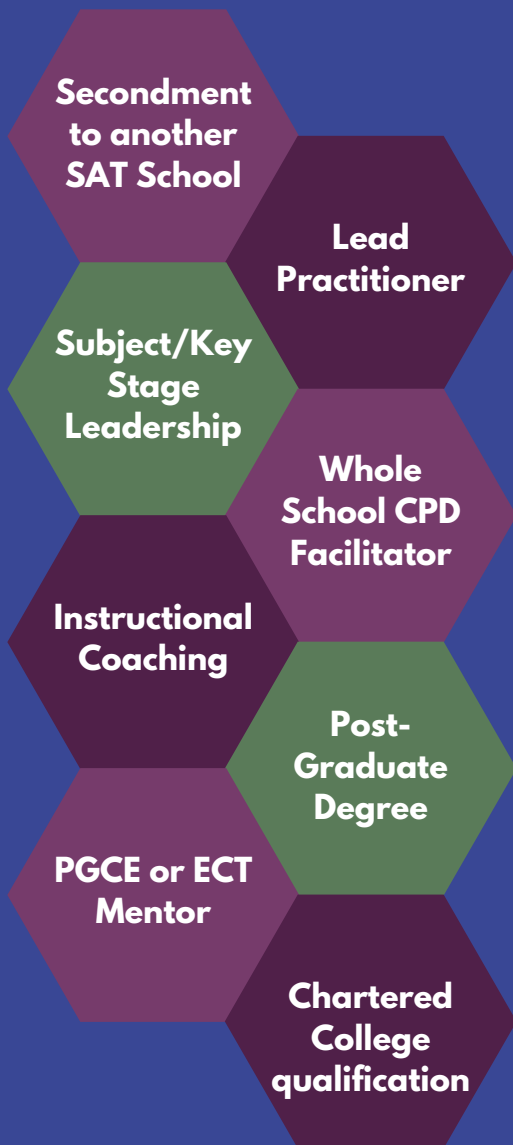 Secondment
to another
SAT School
Lead
Practitioner
Subject/Key
Stage
Leadership
Whole
School CPD
Facilitator
Instructional
Coaching
Post-
Graduate
Degree
PGCE or ECT
Mentor
Chartered
College
qualification